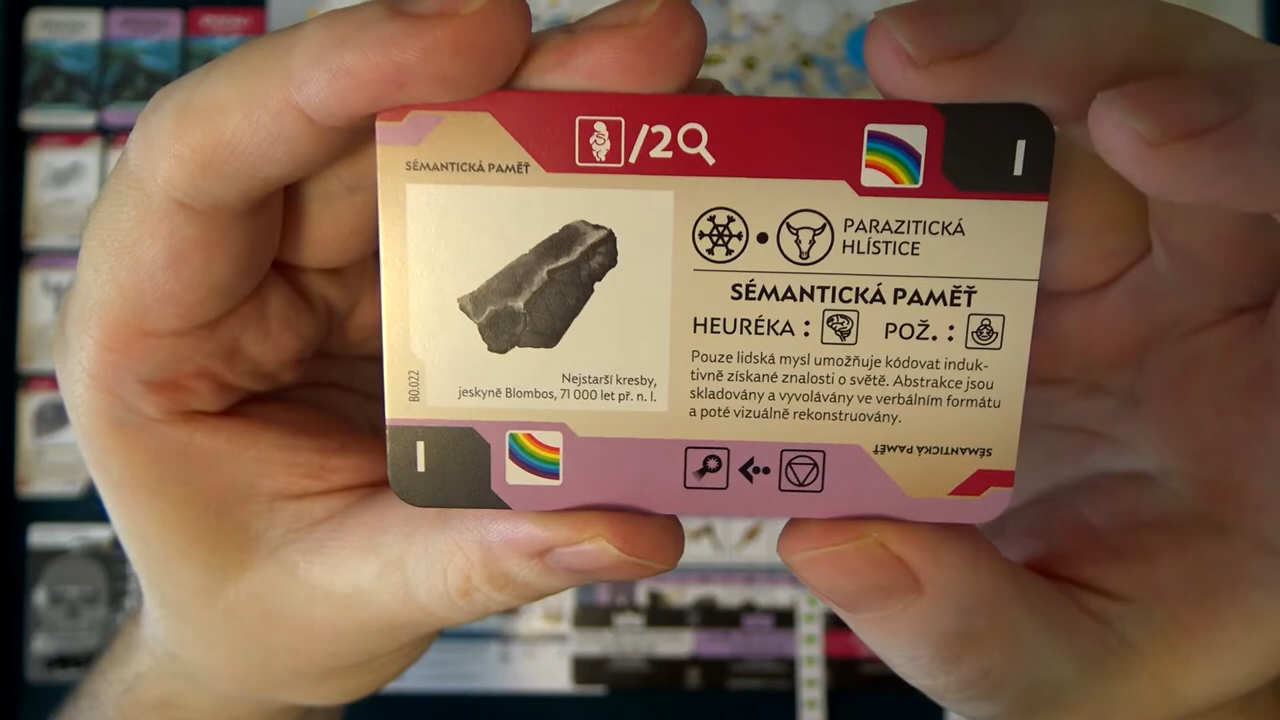 SÉMANTICKÁ PAMĚŤ
5/2
I
PARAZITICKÁ
HLÍSTICE
SÉMANTICKÁ PAMĚŤ
HEURÉKA :
POŽ. :
Pouze lidská mysl umožňuje kódovat induk-
tivně získané znalosti o světě. Abstrakce jsou
skladovány a vyvolávány ve verbálním formátu
a poté vizuálně rekonstruovány.
Nejstarší kresby,
jeskyně Blombos, 71 000 let př. n. l.
BO.022
I
SÉMANTICKÁ PAMĚŤ